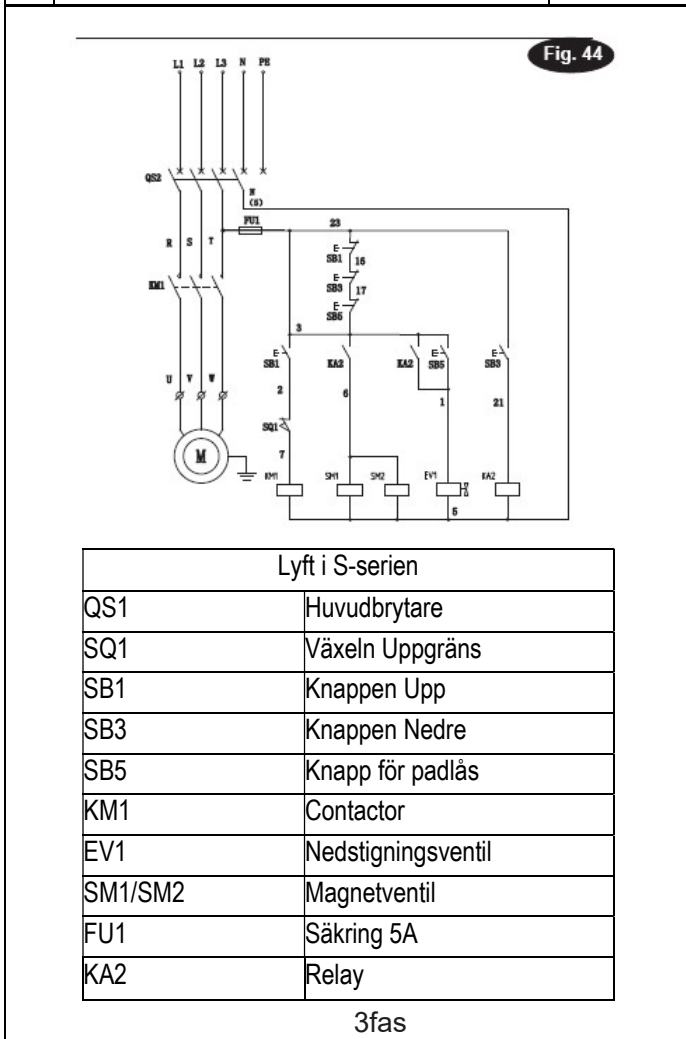 Fig. 44
L1 L2 L3 N PE
QS2
N
(5)
FU1
23
R S T
E
SB1 16
KM1
E
SB3 17
E
SB5
3
E
SB1
KA2
KA2
E
SB5
E
SB3
U V W
2
6
1
21
SQ1
M
7
KM1
SM1
SM2
EV1
KA2
5
Lyft i S-serien
QS1 Huvudbrytare
SQ1 Växeln Uppgräns
SB1 Knappen Upp
SB3 Knappen Nedre
SB5 Knapp för padlås
KM1 Contactor
EV1 Nedstigningsventil
SM1/SM2 Magnetventil
FU1 Säkring 5A
KA2 Relay
3fas